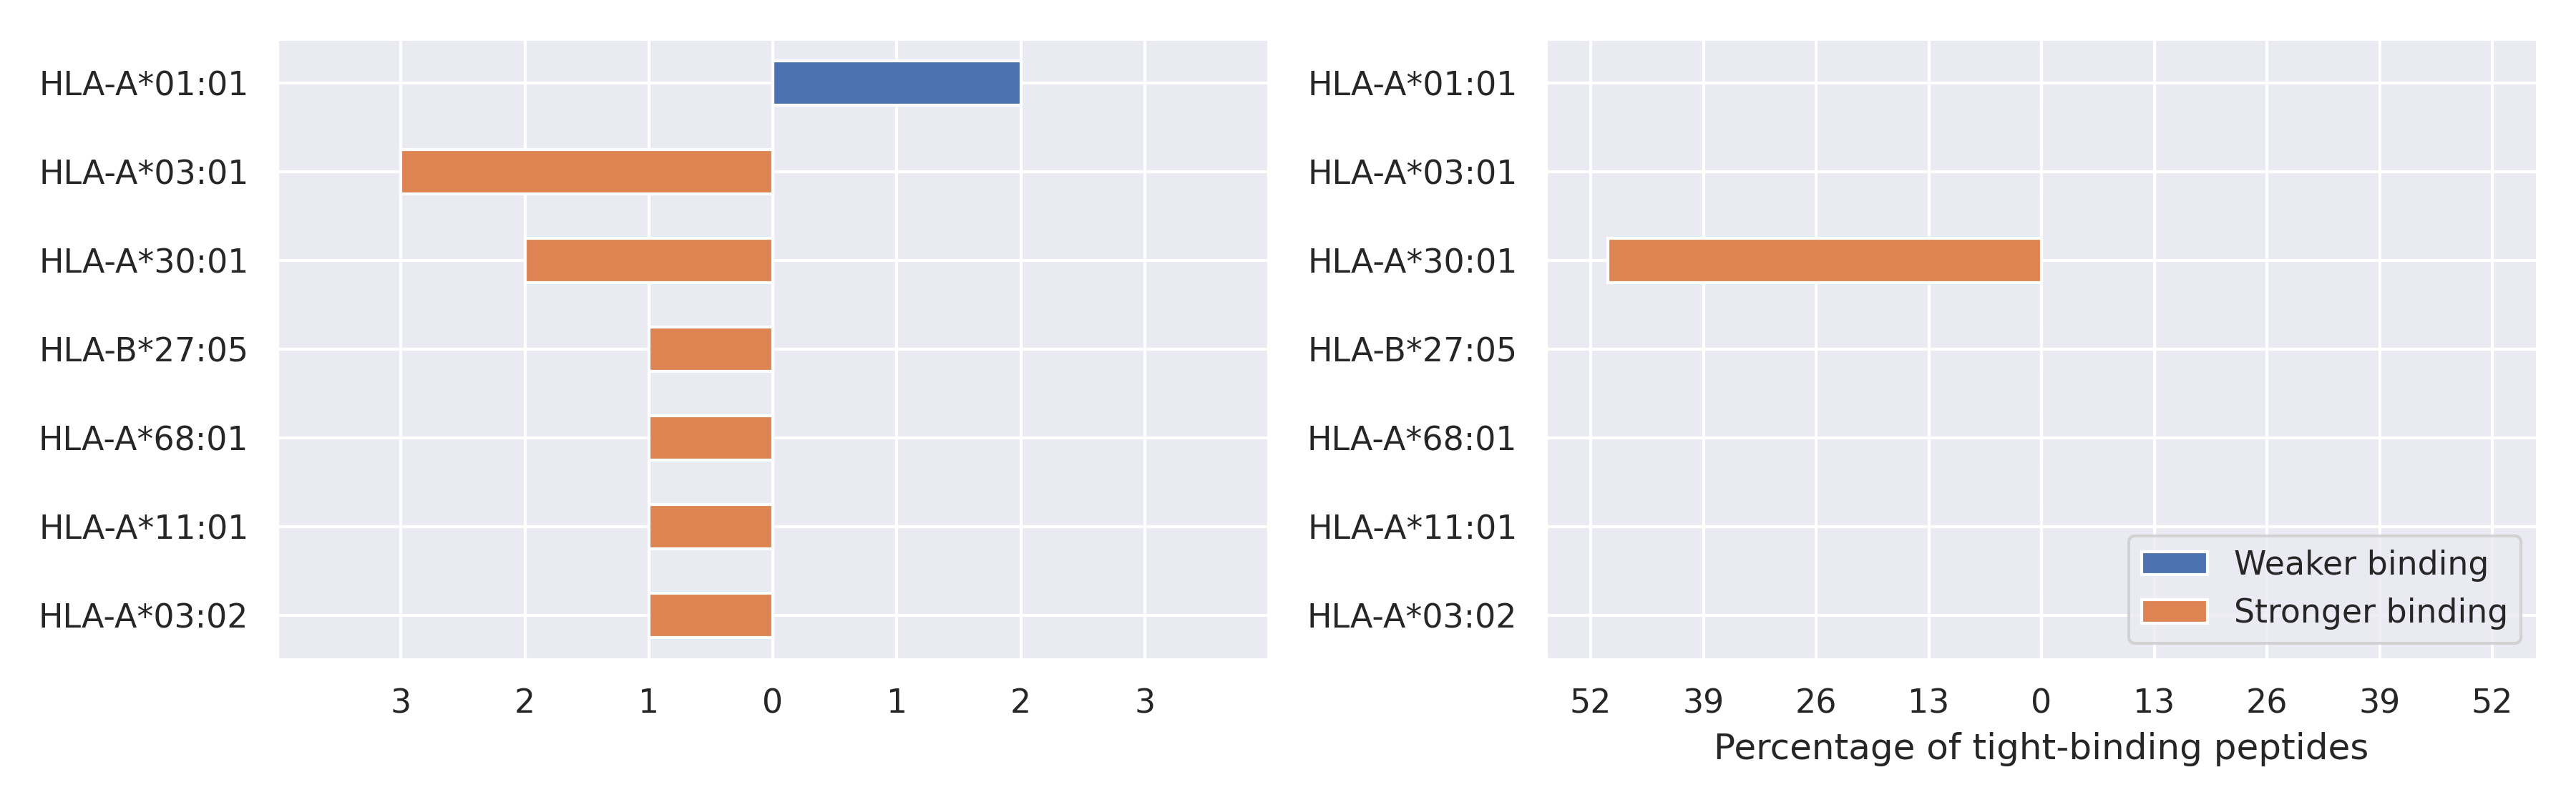 HLA-A*01:01
HLA-A*03:01
HLA-A*30:01
HLA-B*27:05
HLA-A*68:01
HLA-A*11:01
HLA-A*03:02
3 2 1 0 1 2 3
HLA-A*01:01
HLA-A*03:01
HLA-A*30:01
HLA-B*27:05
HLA-A*68:01
HLA-A*11:01
HLA-A*03:02
Weaker binding
Stronger binding
52 39 26 13 0 13 26 39 52
Percentage of tight-binding peptides